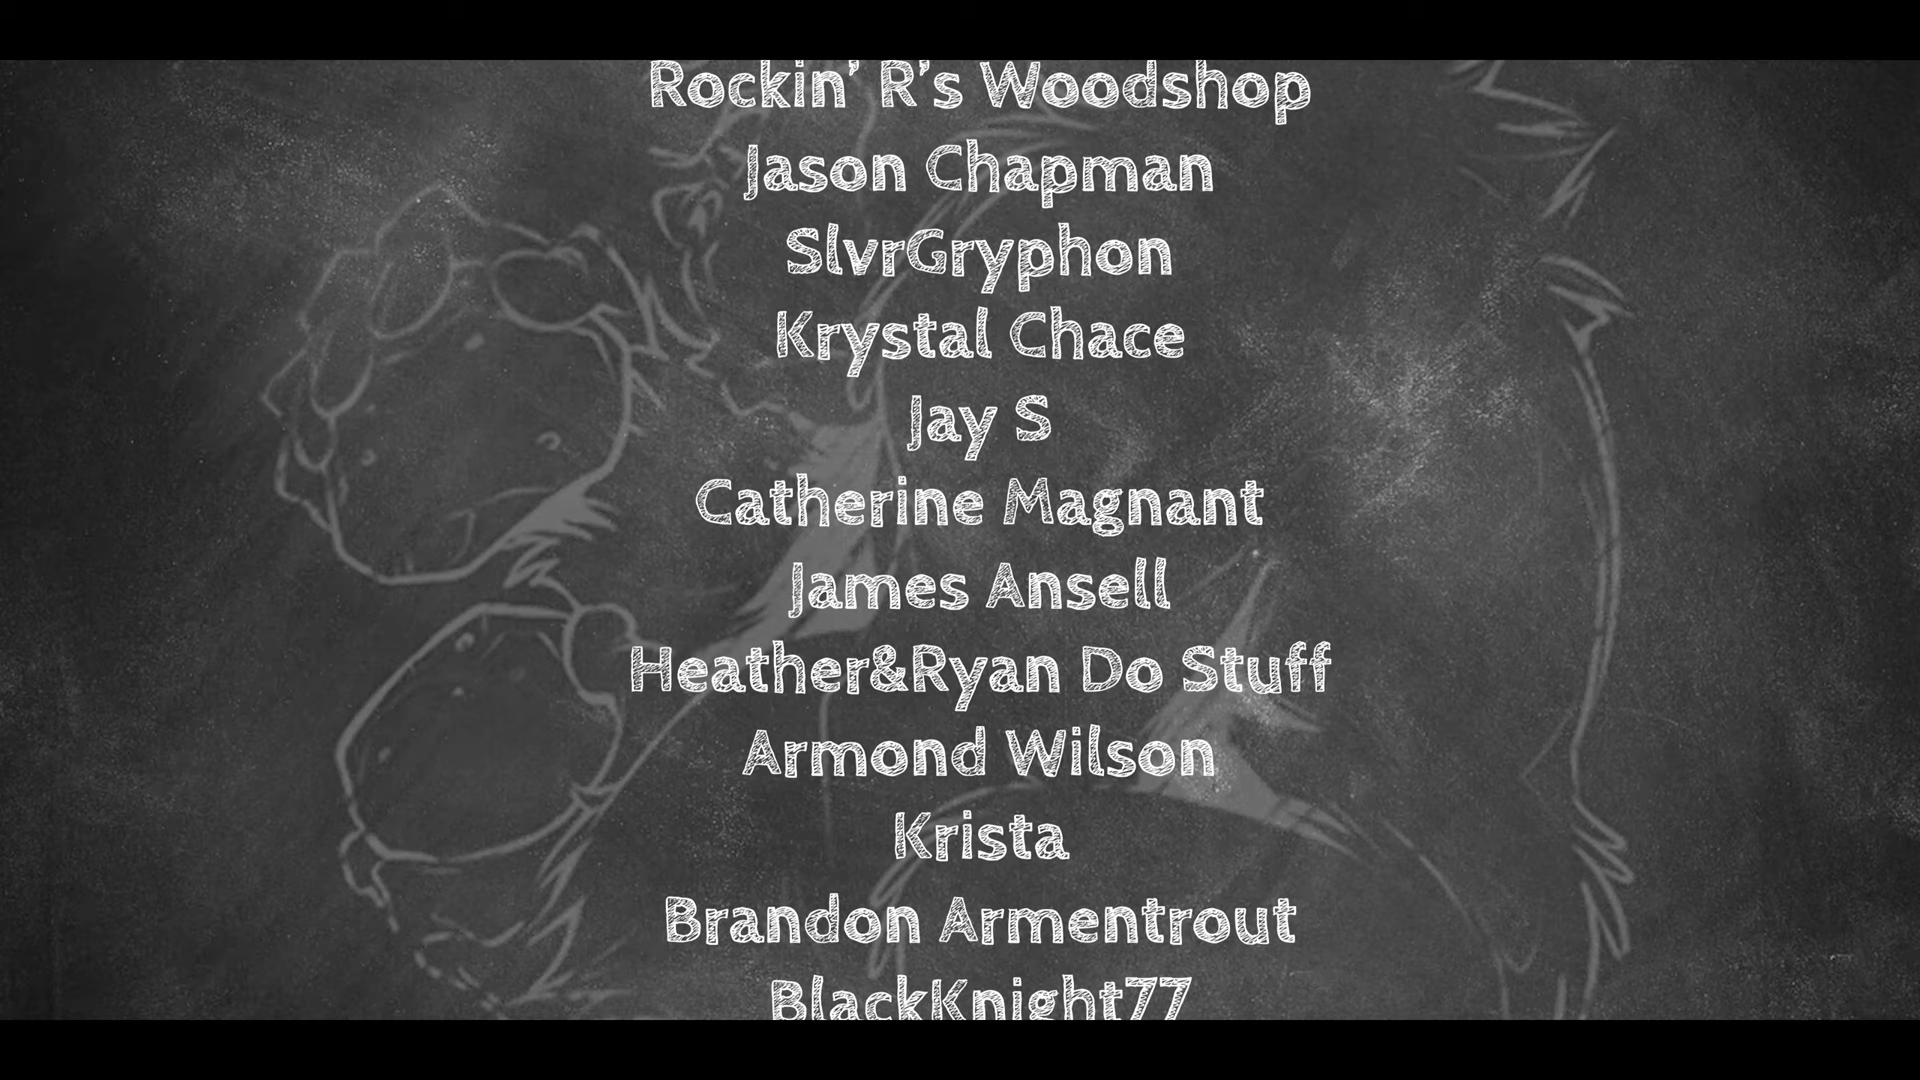 Rockin’ R’s Woodshop
Jason Chapman
SlvrGryphon
Krystal Chace
Jay S
Catherine Magnant
James Ansell
Heather&Ryan Do Stuff
Armond Wilson
Krista
Brandon Armentrout
BlackKnight77